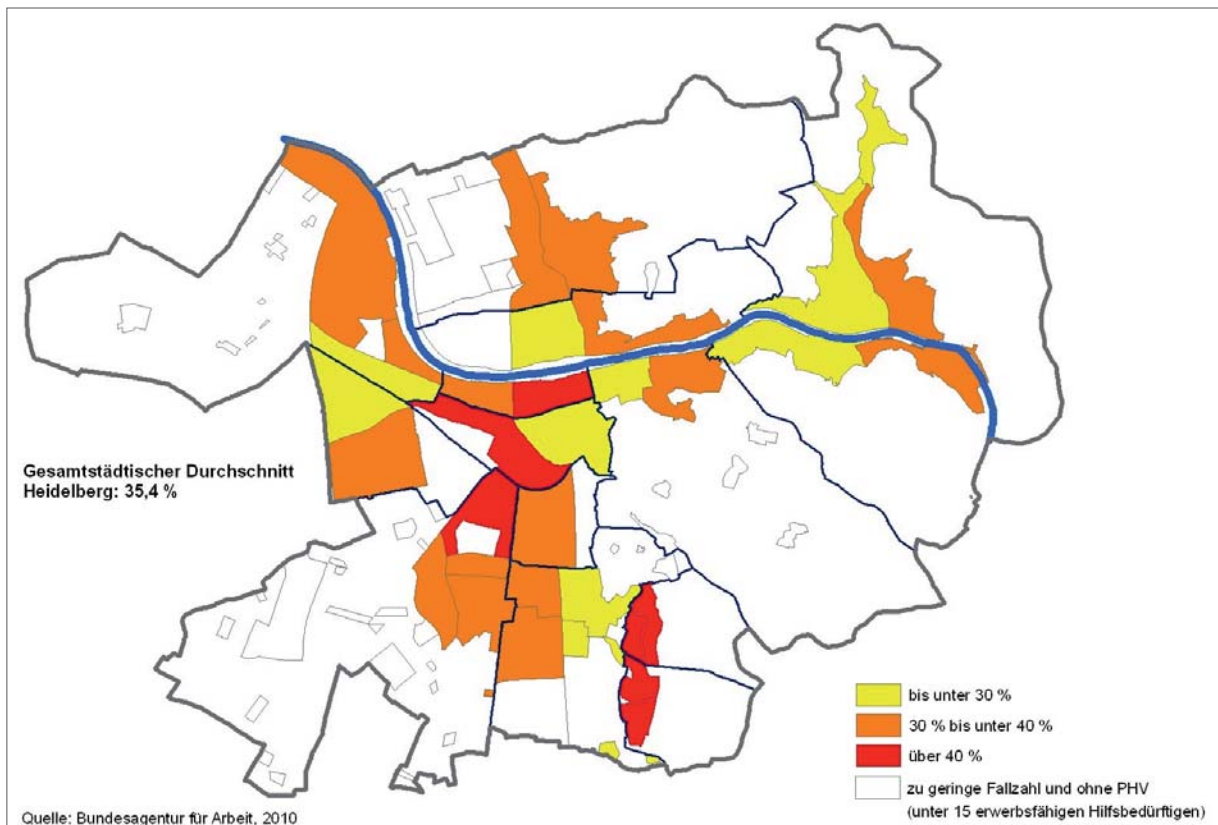 Gesamtstädtischer Durchschnitt
Heidelberg: 35,4 %
bis unter 30 %
30 % bis unter 40 %
über 40 %
zu geringe Fallzahl und ohne PHV
(unter 15 erwerbsfähigen Hilfsbedürftigen)
Quelle: Bundesagentur für Arbeit, 2010